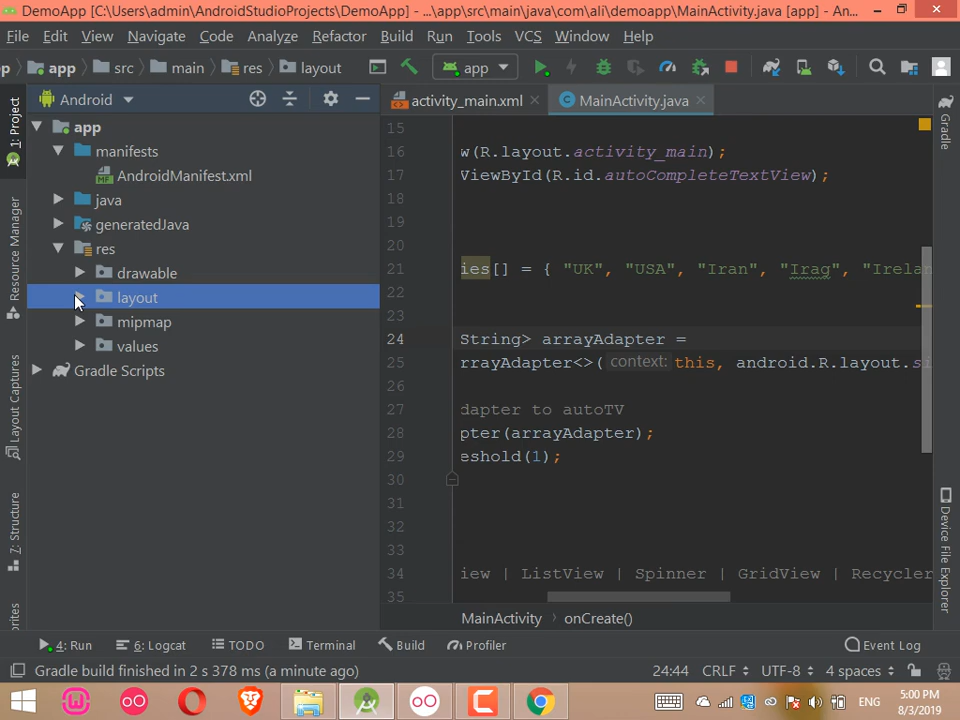 DemoApp [C:\Users\admin\AndroidStudioProjects\DemoApp] - ...\app\src\main\java\com\ali\demoapp\MainActivity.java [app] - An...
File Edit View Navigate Code Analyze Refactor Build Run Tools VCS Window Help
pp app src main res layout app
Android
activity_main.xml
MainActivity.java
1: Project
Resource Manager
Layout Captures
7: Structure
app
manifests
AndroidManifest.xml
java
generatedJava
res
drawable
layout
mipmap
values
Gradle Scripts
15
16 w(R.layout.activity_main);
17 ViewById(R.id.autoCompleteTextView);
18
19
20
21 ies[] = { "UK", "USA", "Iran", "Iraq", "Irelan
22
23
24 String> arrayAdapter =
25 rrayAdapter<>( context: this, android.R.layout.si
26
27 dapter to autoTV
28 pter(arrayAdapter);
29 eshold(1);
30
31
32
33
34 iew | ListView | Spinner | GridView | Recycler
35
Gradle
Device File Explorer
MainActivity onCreate()
4: Run 6: Logcat TODO Terminal Build Profiler Event Log
Gradle build finished in 2 s 378 ms (a minute ago) 24:44 CRLF UTF-8 4 spaces
ENG
5:00 PM
8/3/2019